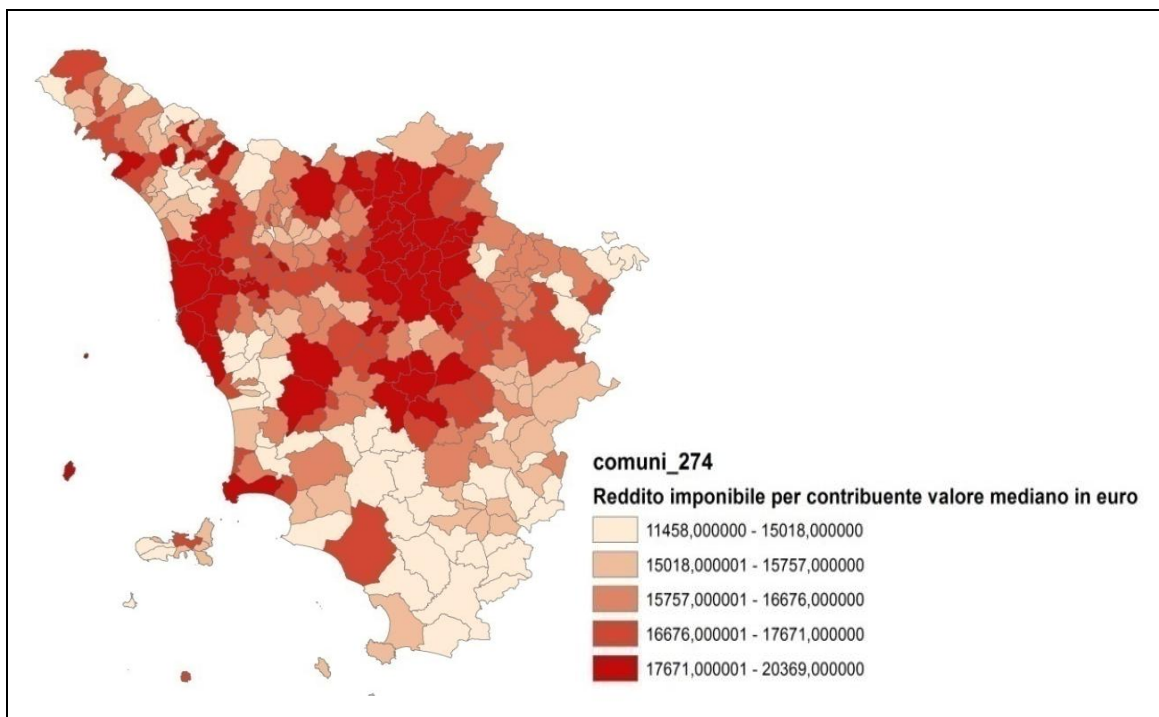 comuni_274
Reddito imponibile per contribuente valore mediano in euro
11458,000000 - 15018,000000
15018,000001 - 15757,000000
15757,000001 - 16676,000000
16676,000001 - 17671,000000
17671,000001 - 20369,000000